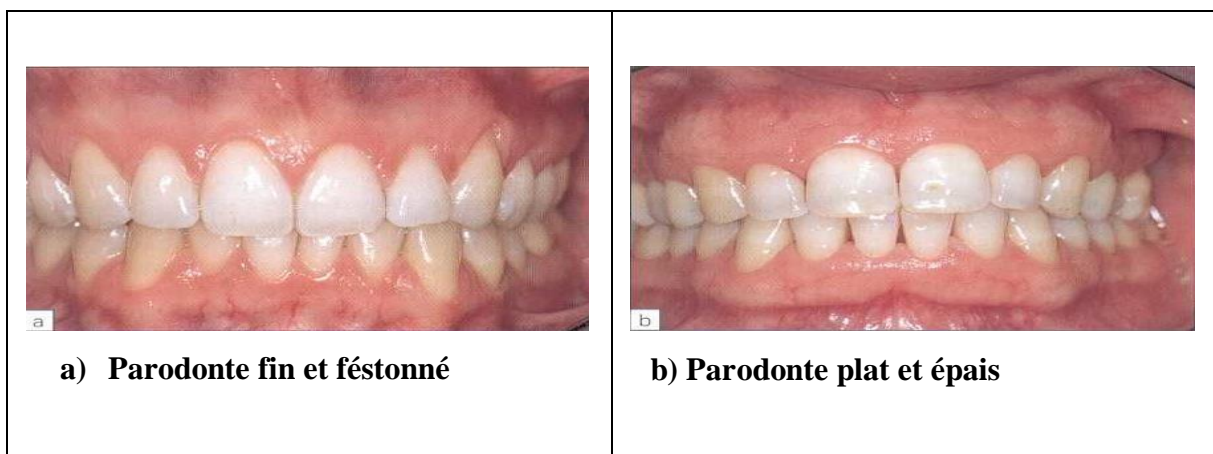 a
a) Parodonte fin et féstonné
b
b) Parodonte plat et épais